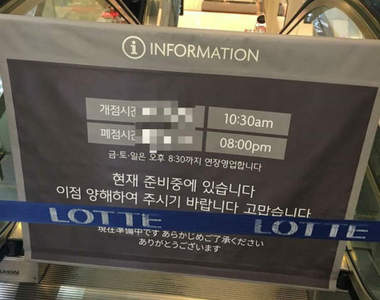 INFORMATION
개점시간 10:30am
폐점시간 08:00pm
금·토·일은 오후 8:30까지 연장영업합니다
현재 준비중에 있습니다
이점 양해하여 주시기 바랍니다 고맙습니다
LOTTE LOTTE
現在準備中です あらかじめご了承ください
ありがとうございます